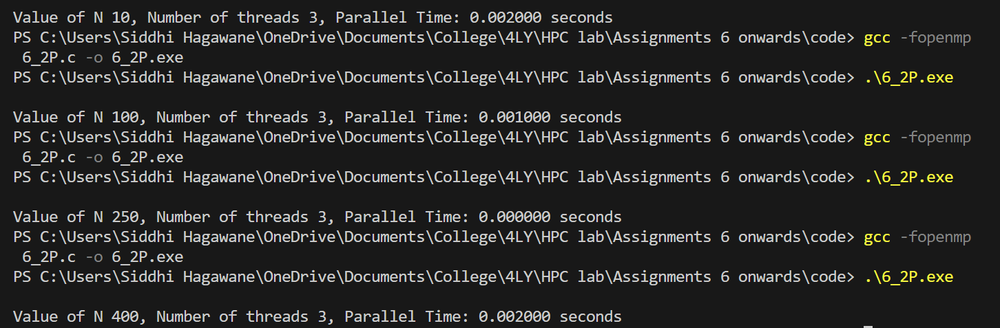 Value of N 10, Number of threads 3, Parallel Time: 0.002000 seconds
PS C:\Users\Siddhi Hagawane\OneDrive\Documents\College\4LY\HPC lab\Assignments 6 onwards\code> gcc -fopenmp
6_2P.c -o 6_2P.exe
PS C:\Users\Siddhi Hagawane\OneDrive\Documents\College\4LY\HPC lab\Assignments 6 onwards\code> .\6_2P.exe
Value of N 100, Number of threads 3, Parallel Time: 0.001000 seconds
PS C:\Users\Siddhi Hagawane\OneDrive\Documents\College\4LY\HPC lab\Assignments 6 onwards\code> gcc -fopenmp
6_2P.c -o 6_2P.exe
PS C:\Users\Siddhi Hagawane\OneDrive\Documents\College\4LY\HPC lab\Assignments 6 onwards\code> .\6_2P.exe
Value of N 250, Number of threads 3, Parallel Time: 0.000000 seconds
PS C:\Users\Siddhi Hagawane\OneDrive\Documents\College\4LY\HPC lab\Assignments 6 onwards\code> gcc -fopenmp
6_2P.c -o 6_2P.exe
PS C:\Users\Siddhi Hagawane\OneDrive\Documents\College\4LY\HPC lab\Assignments 6 onwards\code> .\6_2P.exe
Value of N 400, Number of threads 3, Parallel Time: 0.002000 seconds